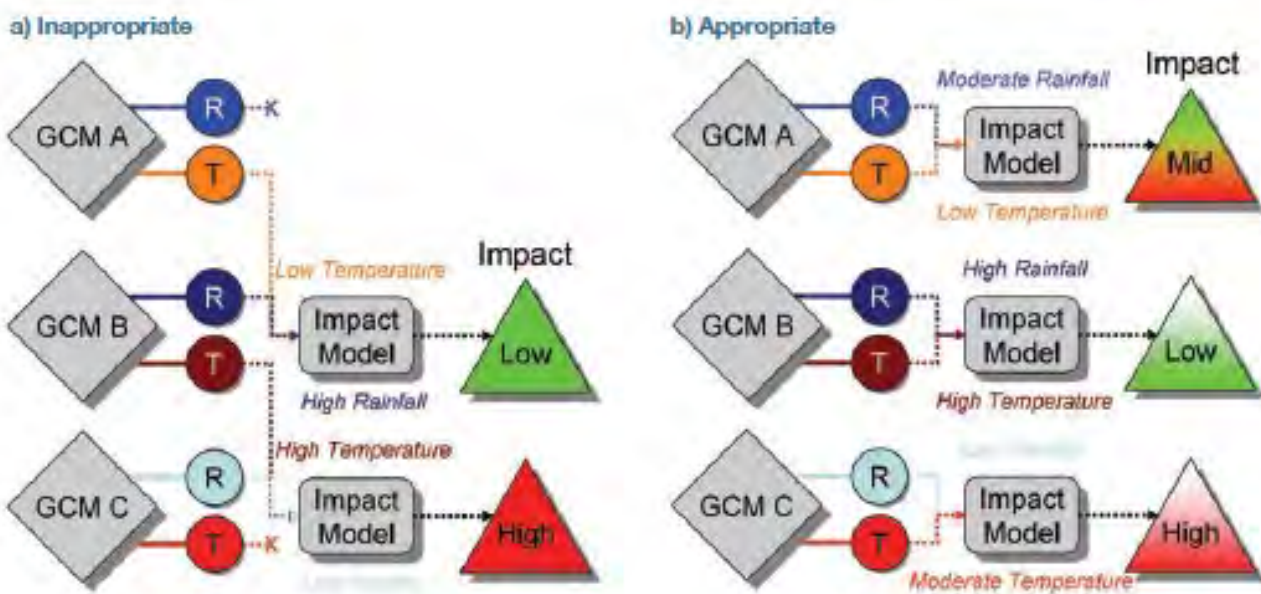 a) Inappropriate
GCM A
R
T
Low Temperature
Impact
GCM B
R
T
Impact
Model
Low
High Rainfall
High Temperature
GCM C
R
T
Impact
Model
High
b) Appropriate
GCM A
R
T
Moderate Rainfall
Impact
Model
Low Temperature
Impact
Mid
GCM B
R
T
High Rainfall
Impact
Model
High Temperature
Low
GCM C
R
T
Impact
Model
Moderate Temperature
High